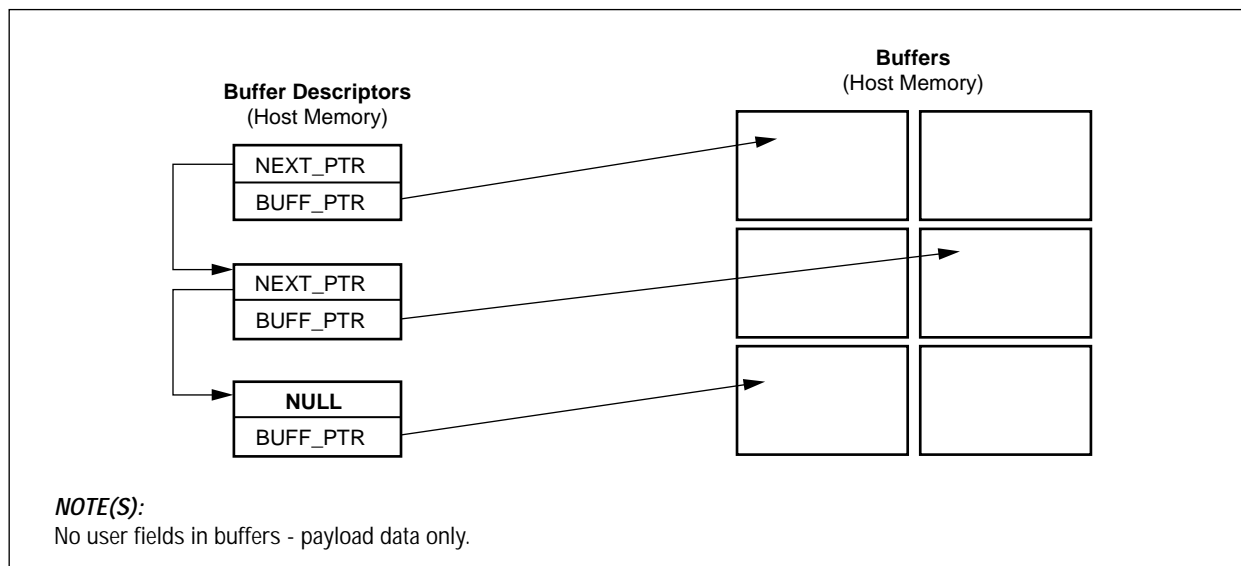 Buffer Descriptors
(Host Memory)
NEXT_PTR
BUFF_PTR
NEXT_PTR
BUFF_PTR
NULL
BUFF_PTR
Buffers
(Host Memory)
NOTE(S):
No user fields in buffers - payload data only.